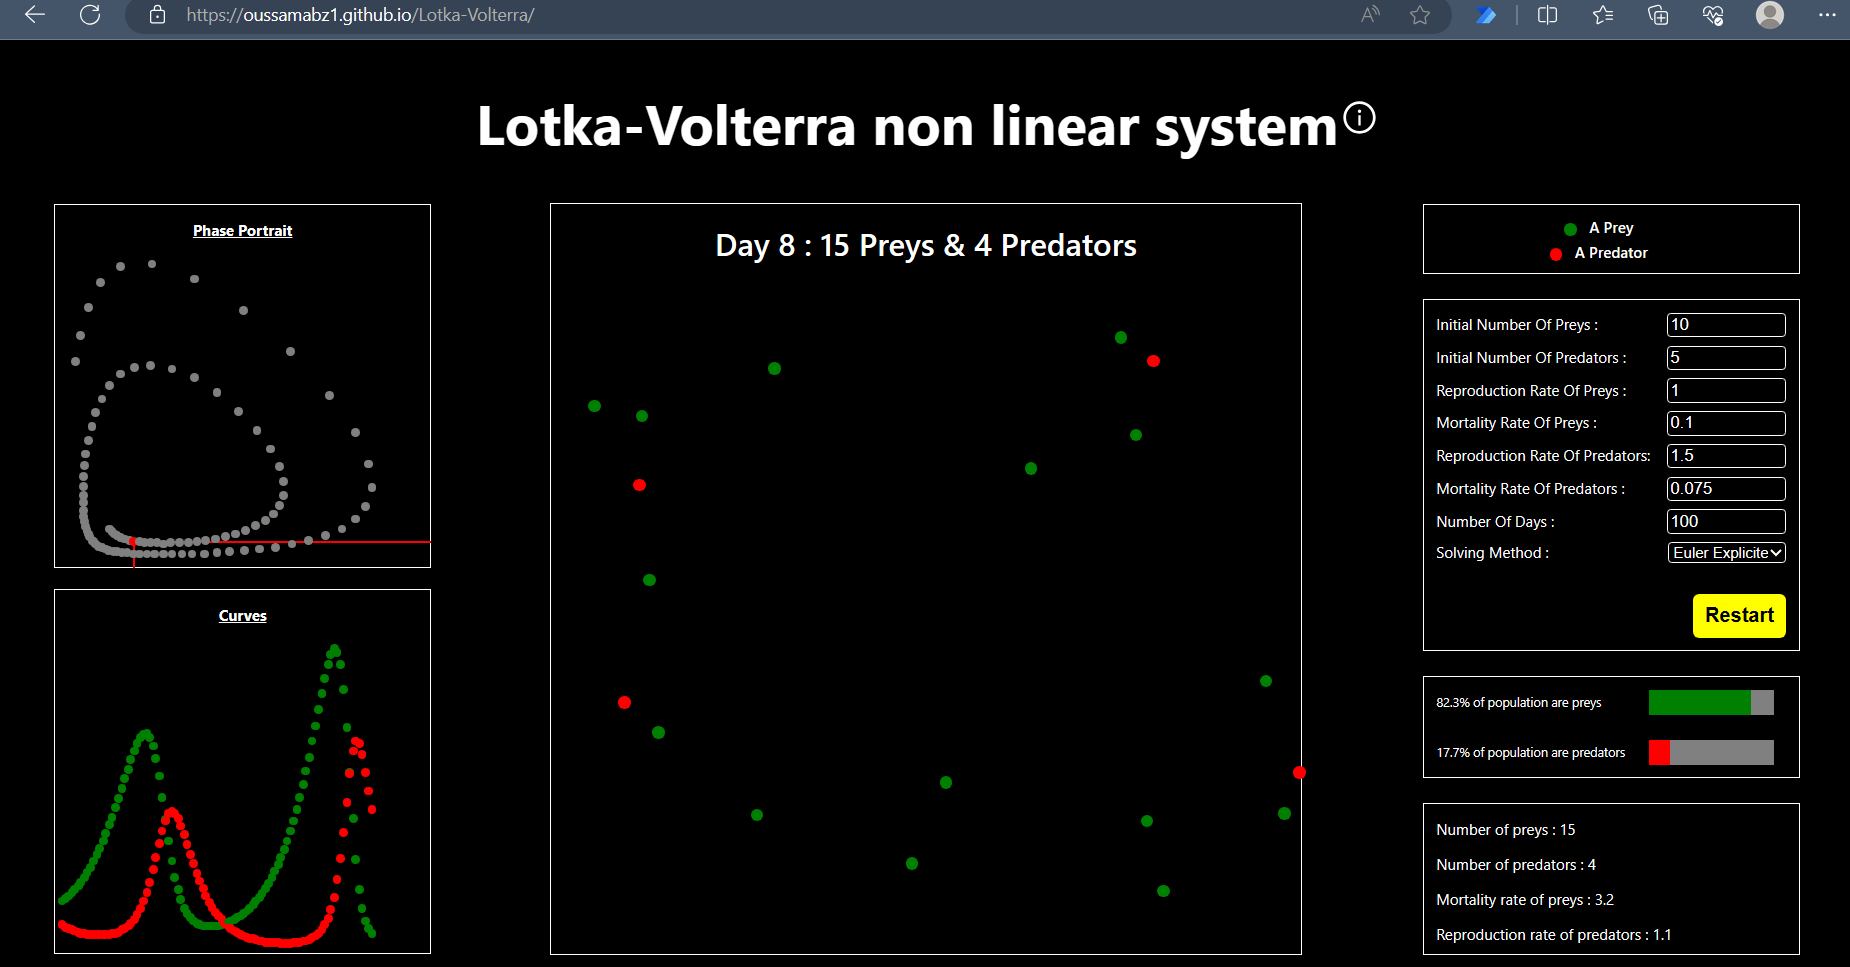 https://oussamabz1.github.io/Lotka-Volterra/
Lotka-Volterra non linear system
Phase Portrait
Day 8 : 15 Preys & 4 Predators
A Prey
A Predator
Initial Number Of Preys : 10
Initial Number Of Predators : 5
Reproduction Rate Of Preys : 1
Mortality Rate Of Preys : 0.1
Reproduction Rate Of Predators: 1.5
Mortality Rate Of Predators : 0.075
Number Of Days : 100
Solving Method : Euler Explicite
Restart
Curves
82.3% of population are preys
17.7% of population are predators
Number of preys : 15
Number of predators : 4
Mortality rate of preys : 3.2
Reproduction rate of predators : 1.1